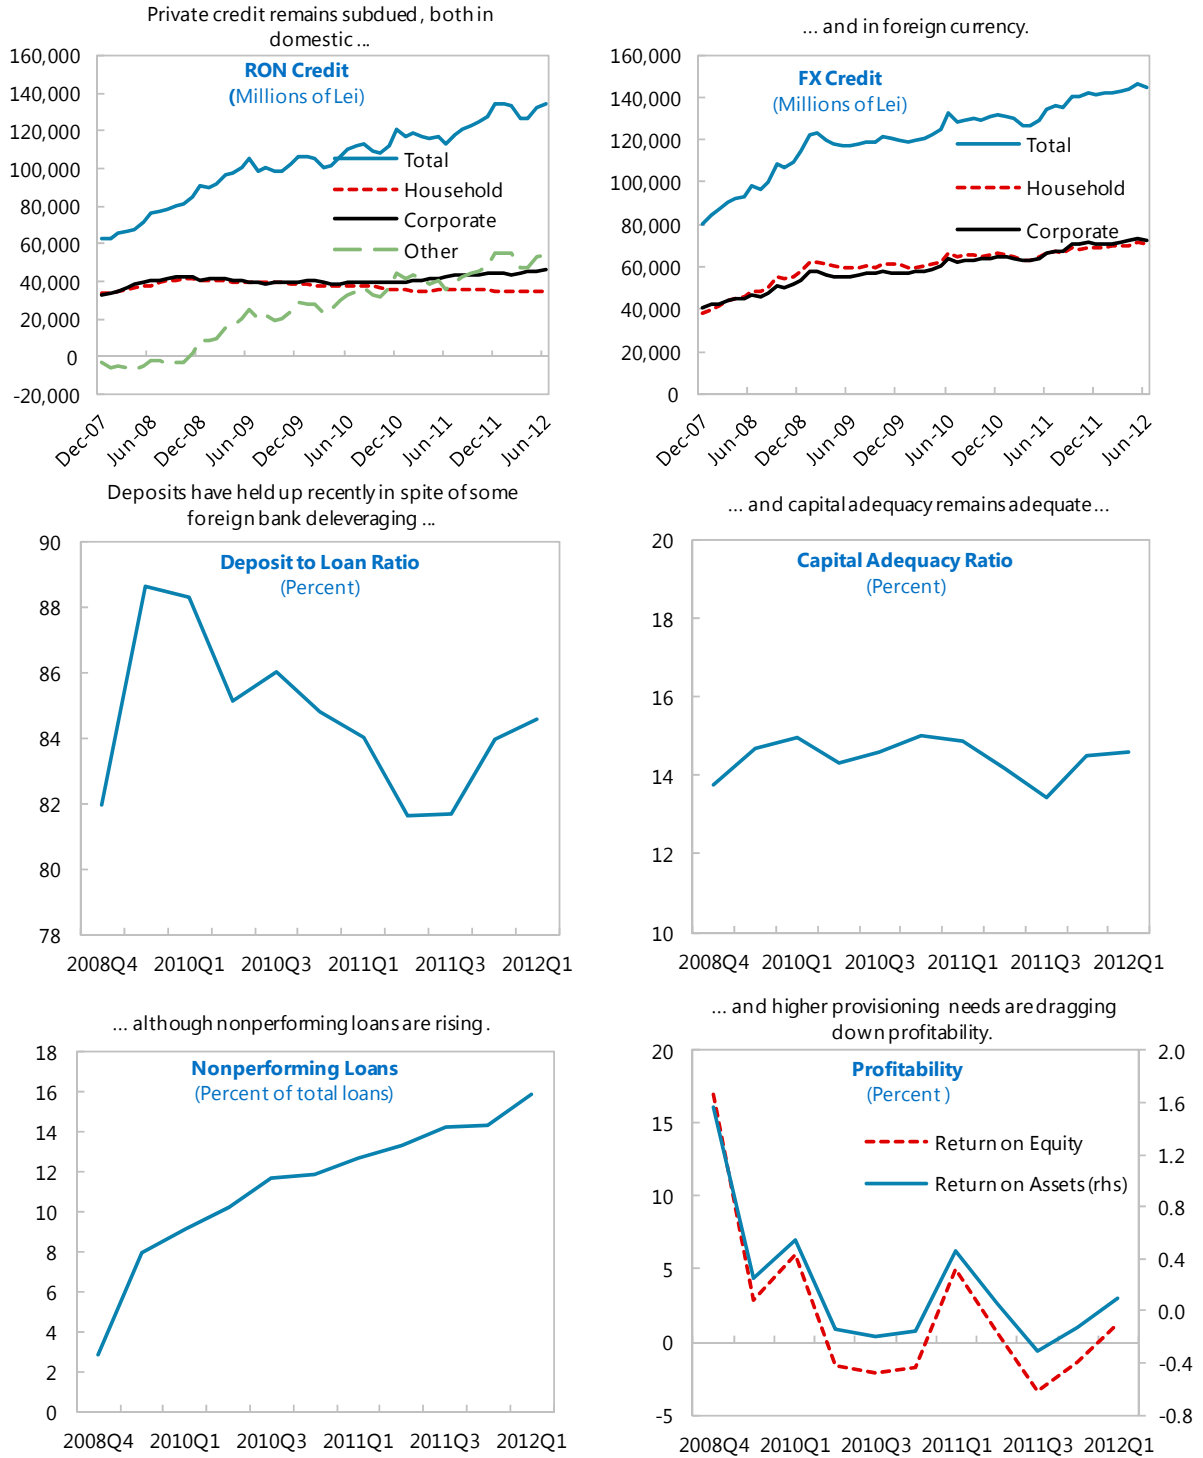 Private credit remains subdued, both in
domestic ...
160,000
140,000
120,000
100,000
80,000
60,000
40,000
20,000
0
-20,000
RON Credit
(Millions of Lei)
Total
Household
Corporate
Other
Dec-07
Jun-08
Dec-08
Jun-09
Dec-09
Jun-10
Dec-10
Jun-11
Dec-11
Jun-12
... and in foreign currency.
160,000
140,000
120,000
100,000
80,000
60,000
40,000
20,000
0
FX Credit
(Millions of Lei)
Total
Household
Corporate
Dec-07
Jun-08
Dec-08
Jun-09
Dec-09
Jun-10
Dec-10
Jun-11
Dec-11
Jun-12
Deposits have held up recently in spite of some
foreign bank deleveraging ...
90
88
86
84
82
80
78
Deposit to Loan Ratio
(Percent)
2008Q4
2010Q1
2010Q3
2011Q1
2011Q3
2012Q1
... and capital adequacy remains adequate ...
20
18
16
14
12
10
Capital Adequacy Ratio
(Percent)
2008Q4
2010Q1
2010Q3
2011Q1
2011Q3
2012Q1
... although nonperforming loans are rising.
18
16
14
12
10
8
6
4
2
0
Nonperforming Loans
(Percent of total loans)
2008Q4
2010Q1
2010Q3
2011Q1
2011Q3
2012Q1
... and higher provisioning needs are dragging
down profitability.
20
15
10
5
0
-5
Profitability
(Percent)
Return on Equity
Return on Assets (rhs)
2.0
1.6
1.2
0.8
0.4
0.0
-0.4
-0.8
2008Q4
2010Q1
2010Q3
2011Q1
2011Q3
2012Q1